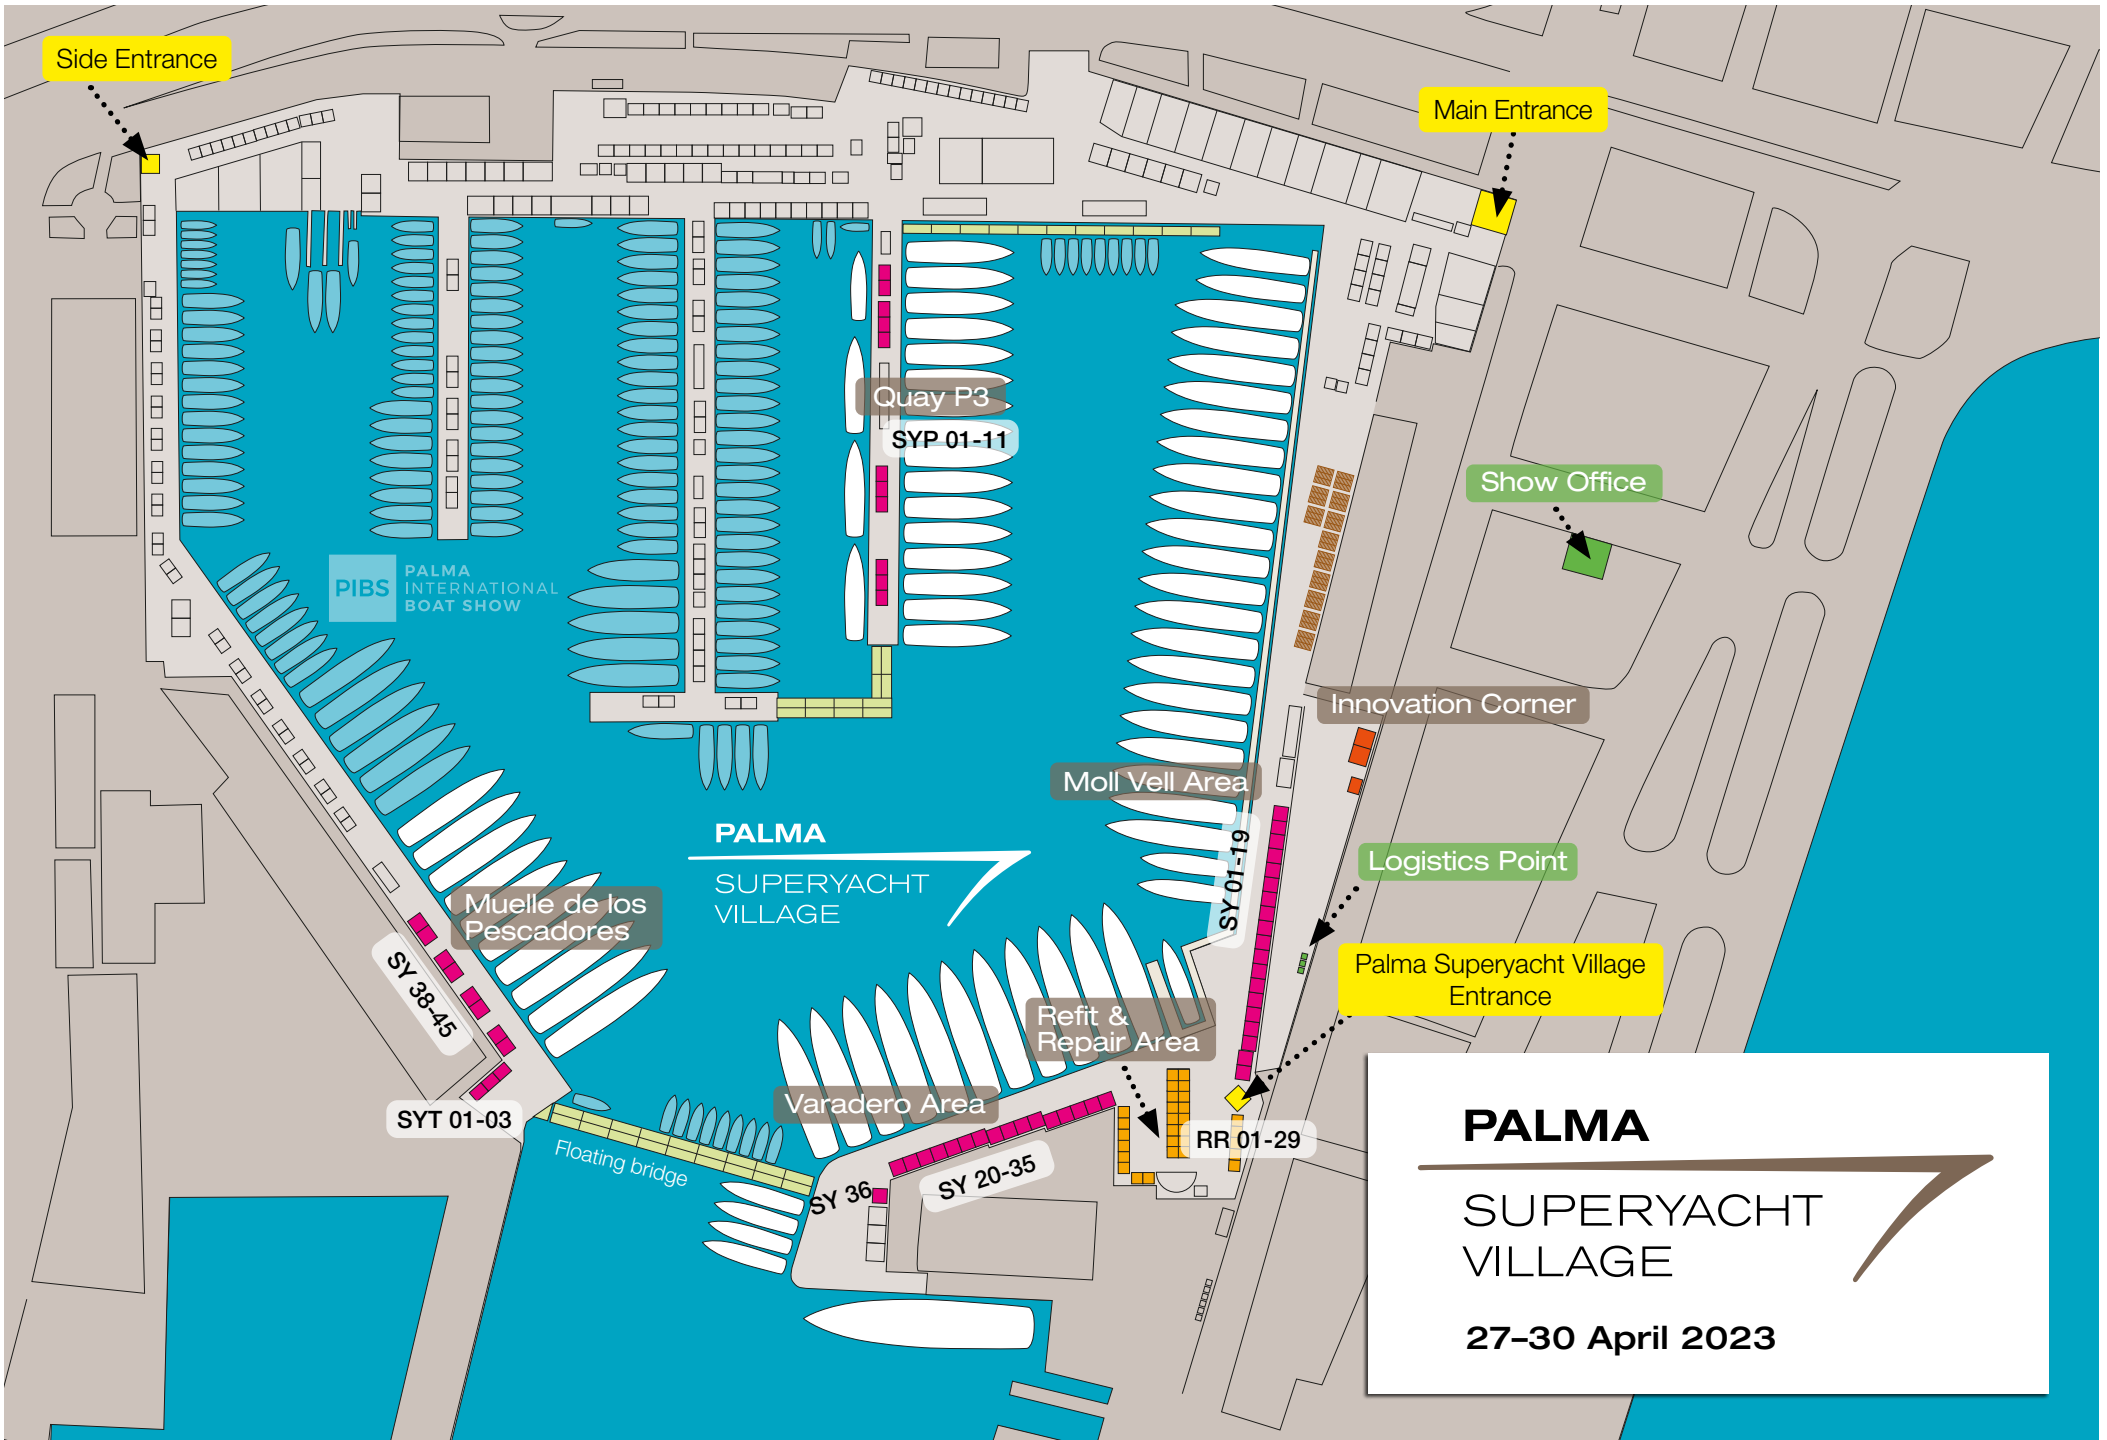 Side Entrance
Main Entrance
Quay P3
SYP 01-11
Show Office
PIBS
PALMA
INTERNATIONAL
BOAT SHOW
Innovation Corner
Moll Vell Area
SY 01-19
PALMA
SUPERYACHT
VILLAGE
Logistics Point
Muelle de los
Pescadores
SY 38-45
Palma Superyacht Village
Entrance
Refit &
Repair Area
Varadero Area
SYT 01-03
RR 01-29
Floating bridge
SY 20-35
SY 36
PALMA
SUPERYACHT
VILLAGE
27–30 April 2023